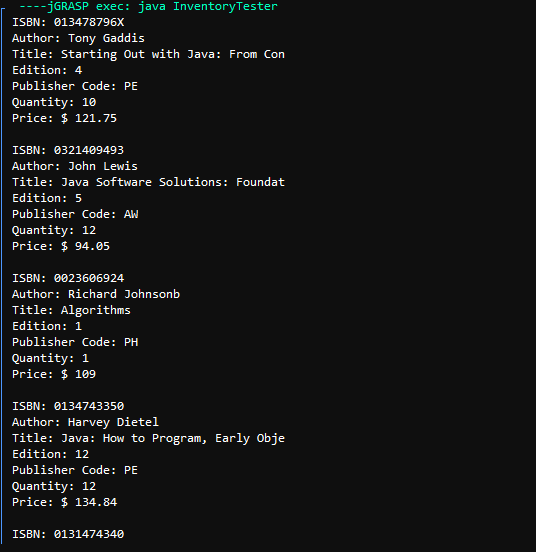 ----jGRASP exec: java InventoryTester
ISBN: 013478796X
Author: Tony Gaddis
Title: Starting Out with Java: From Con
Edition: 4
Publisher Code: PE
Quantity: 10
Price: $ 121.75
ISBN: 0321409493
Author: John Lewis
Title: Java Software Solutions: Foundat
Edition: 5
Publisher Code: AW
Quantity: 12
Price: $ 94.05
ISBN: 0023606924
Author: Richard Johnsonb
Title: Algorithms
Edition: 1
Publisher Code: PH
Quantity: 1
Price: $ 109
ISBN: 0134743350
Author: Harvey Dietel
Title: Java: How to Program, Early Obje
Edition: 12
Publisher Code: PE
Quantity: 12
Price: $ 134.84
ISBN: 0131474340